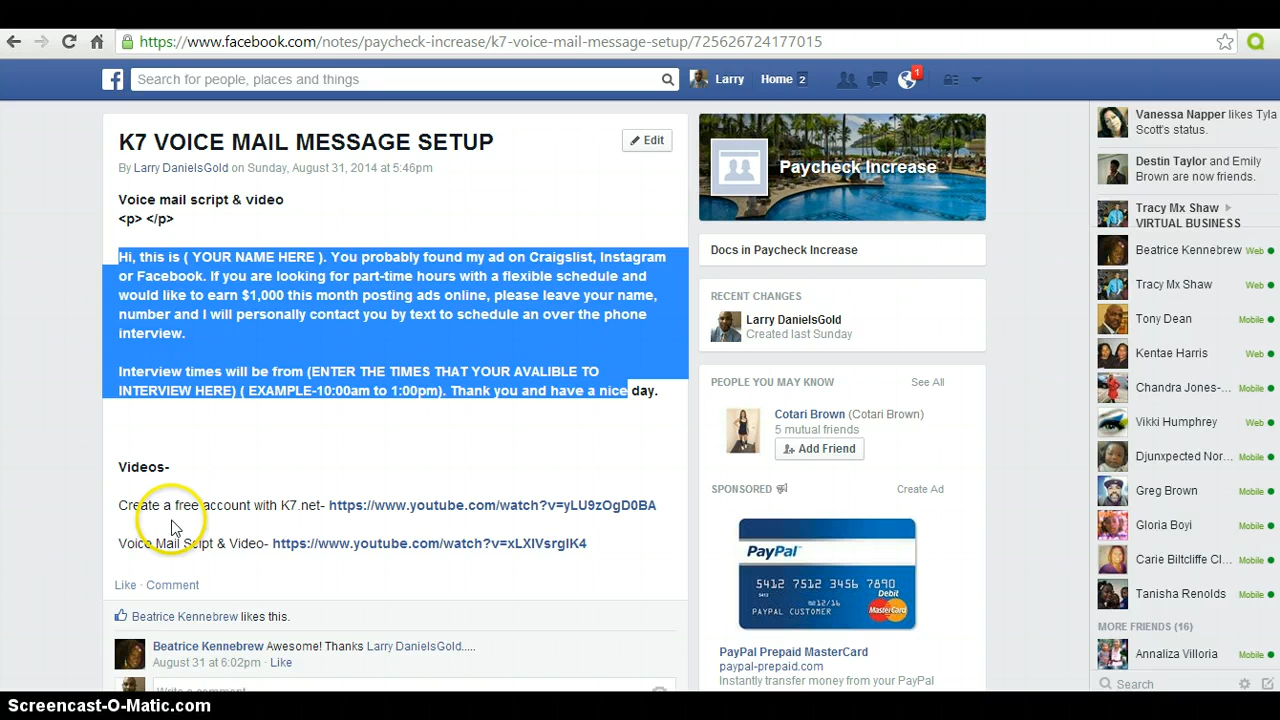 https://www.facebook.com/notes/paycheck-increase/k7-voice-mail-message-setup/725626724177015
Search for people, places and things
Larry
Home 2
1
K7 VOICE MAIL MESSAGE SETUP
Edit
By Larry DanielsGold on Sunday, August 31, 2014 at 5:46pm
Voice mail script & video
<p> </p>
Hi, this is ( YOUR NAME HERE ). You probably found my ad on Craigslist, Instagram
or Facebook. If you are looking for part-time hours with a flexible schedule and
would like to earn $1,000 this month posting ads online, please leave your name,
number and I will personally contact you by text to schedule an over the phone
interview.
Interview times will be from (ENTER THE TIMES THAT YOUR AVALIBLE TO
INTERVIEW HERE) ( EXAMPLE-10:00am to 1:00pm). Thank you and have a nice day.
Videos-
Create a free account with K7.net- https://www.youtube.com/watch?v=yLU9zOgD0BA
Voice Mail Scipt & Video- https://www.youtube.com/watch?v=xLXIVsrglK4
Like · Comment
Beatrice Kennebrew likes this.
Beatrice Kennebrew Awesome! Thanks Larry DanielsGold.....
August 31 at 6:02pm · Like
Write a comment...
Paycheck Increase
Docs in Paycheck Increase
RECENT CHANGES
Larry DanielsGold
Created last Sunday
PEOPLE YOU MAY KNOW
See All
Cotari Brown (Cotari Brown)
5 mutual friends
Add Friend
SPONSORED
Create Ad
PayPal
5412 7512 3456 7890
5412
08/12/16
Debit
PAYPAL CUSTOMER
MasterCard
PayPal Prepaid MasterCard
paypal-prepaid.com
Instantly transfer money from your PayPal
Vanessa Napper likes Tyla
Scott's status.
Destin Taylor and Emily
Brown are now friends.
Tracy Mx Shaw
VIRTUAL BUSINESS
Beatrice Kennebrew Web
Tracy Mx Shaw Web
Tony Dean Mobile
Kentae Harris Web
Chandra Jones-... Mobile
Vikki Humphrey Web
Djunxpected Nor... Mobile
Greg Brown Mobile
Gloria Boyi Mobile
Carie Biltcliffe Cl... Mobile
Tanisha Renolds Mobile
MORE FRIENDS (16)
Annaliza Villoria Mobile
Search
Screencast-O-Matic.com